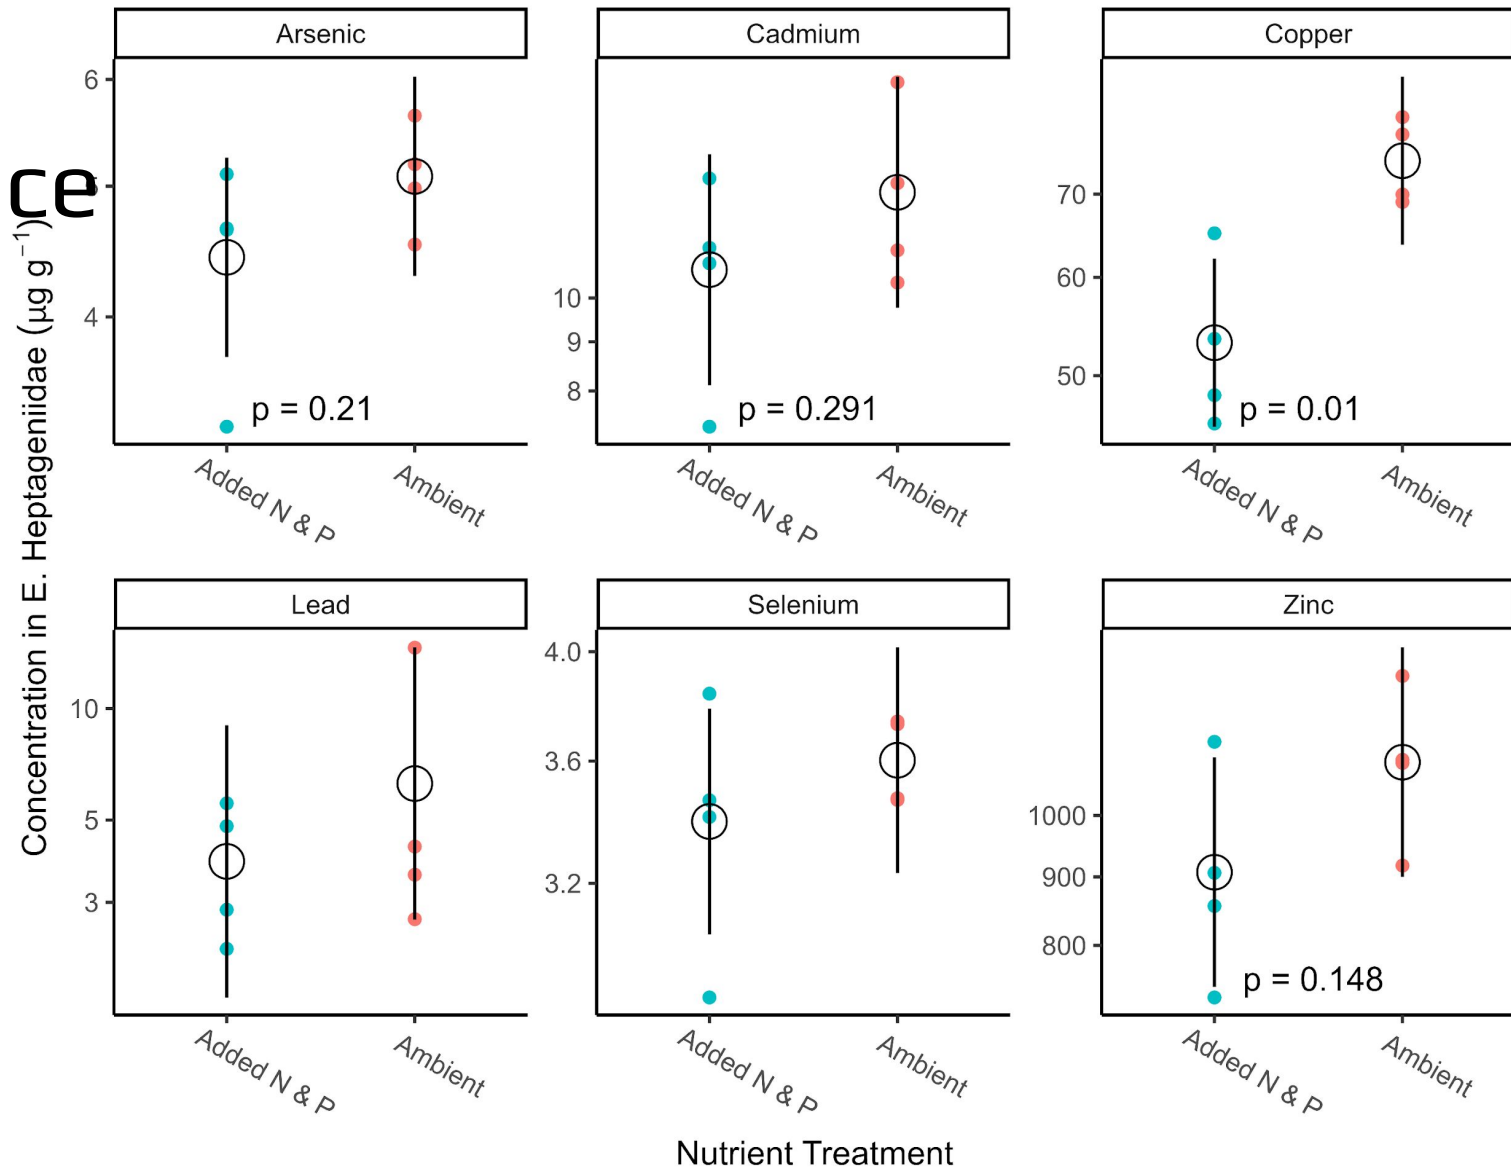 Arsenic
Cadmium
Copper
6
ce
4
10
9
8
70
60
50
p = 0.21
p = 0.291
p = 0.01
Added N & P
Ambient
Added N & P
Ambient
Added N & P
Ambient
Concentration in E. Heptageniidae (µg g⁻¹)
Lead
Selenium
Zinc
10
5
3
4.0
3.6
3.2
1000
900
800
p = 0.148
Added N & P
Ambient
Added N & P
Ambient
Added N & P
Ambient
Nutrient Treatment